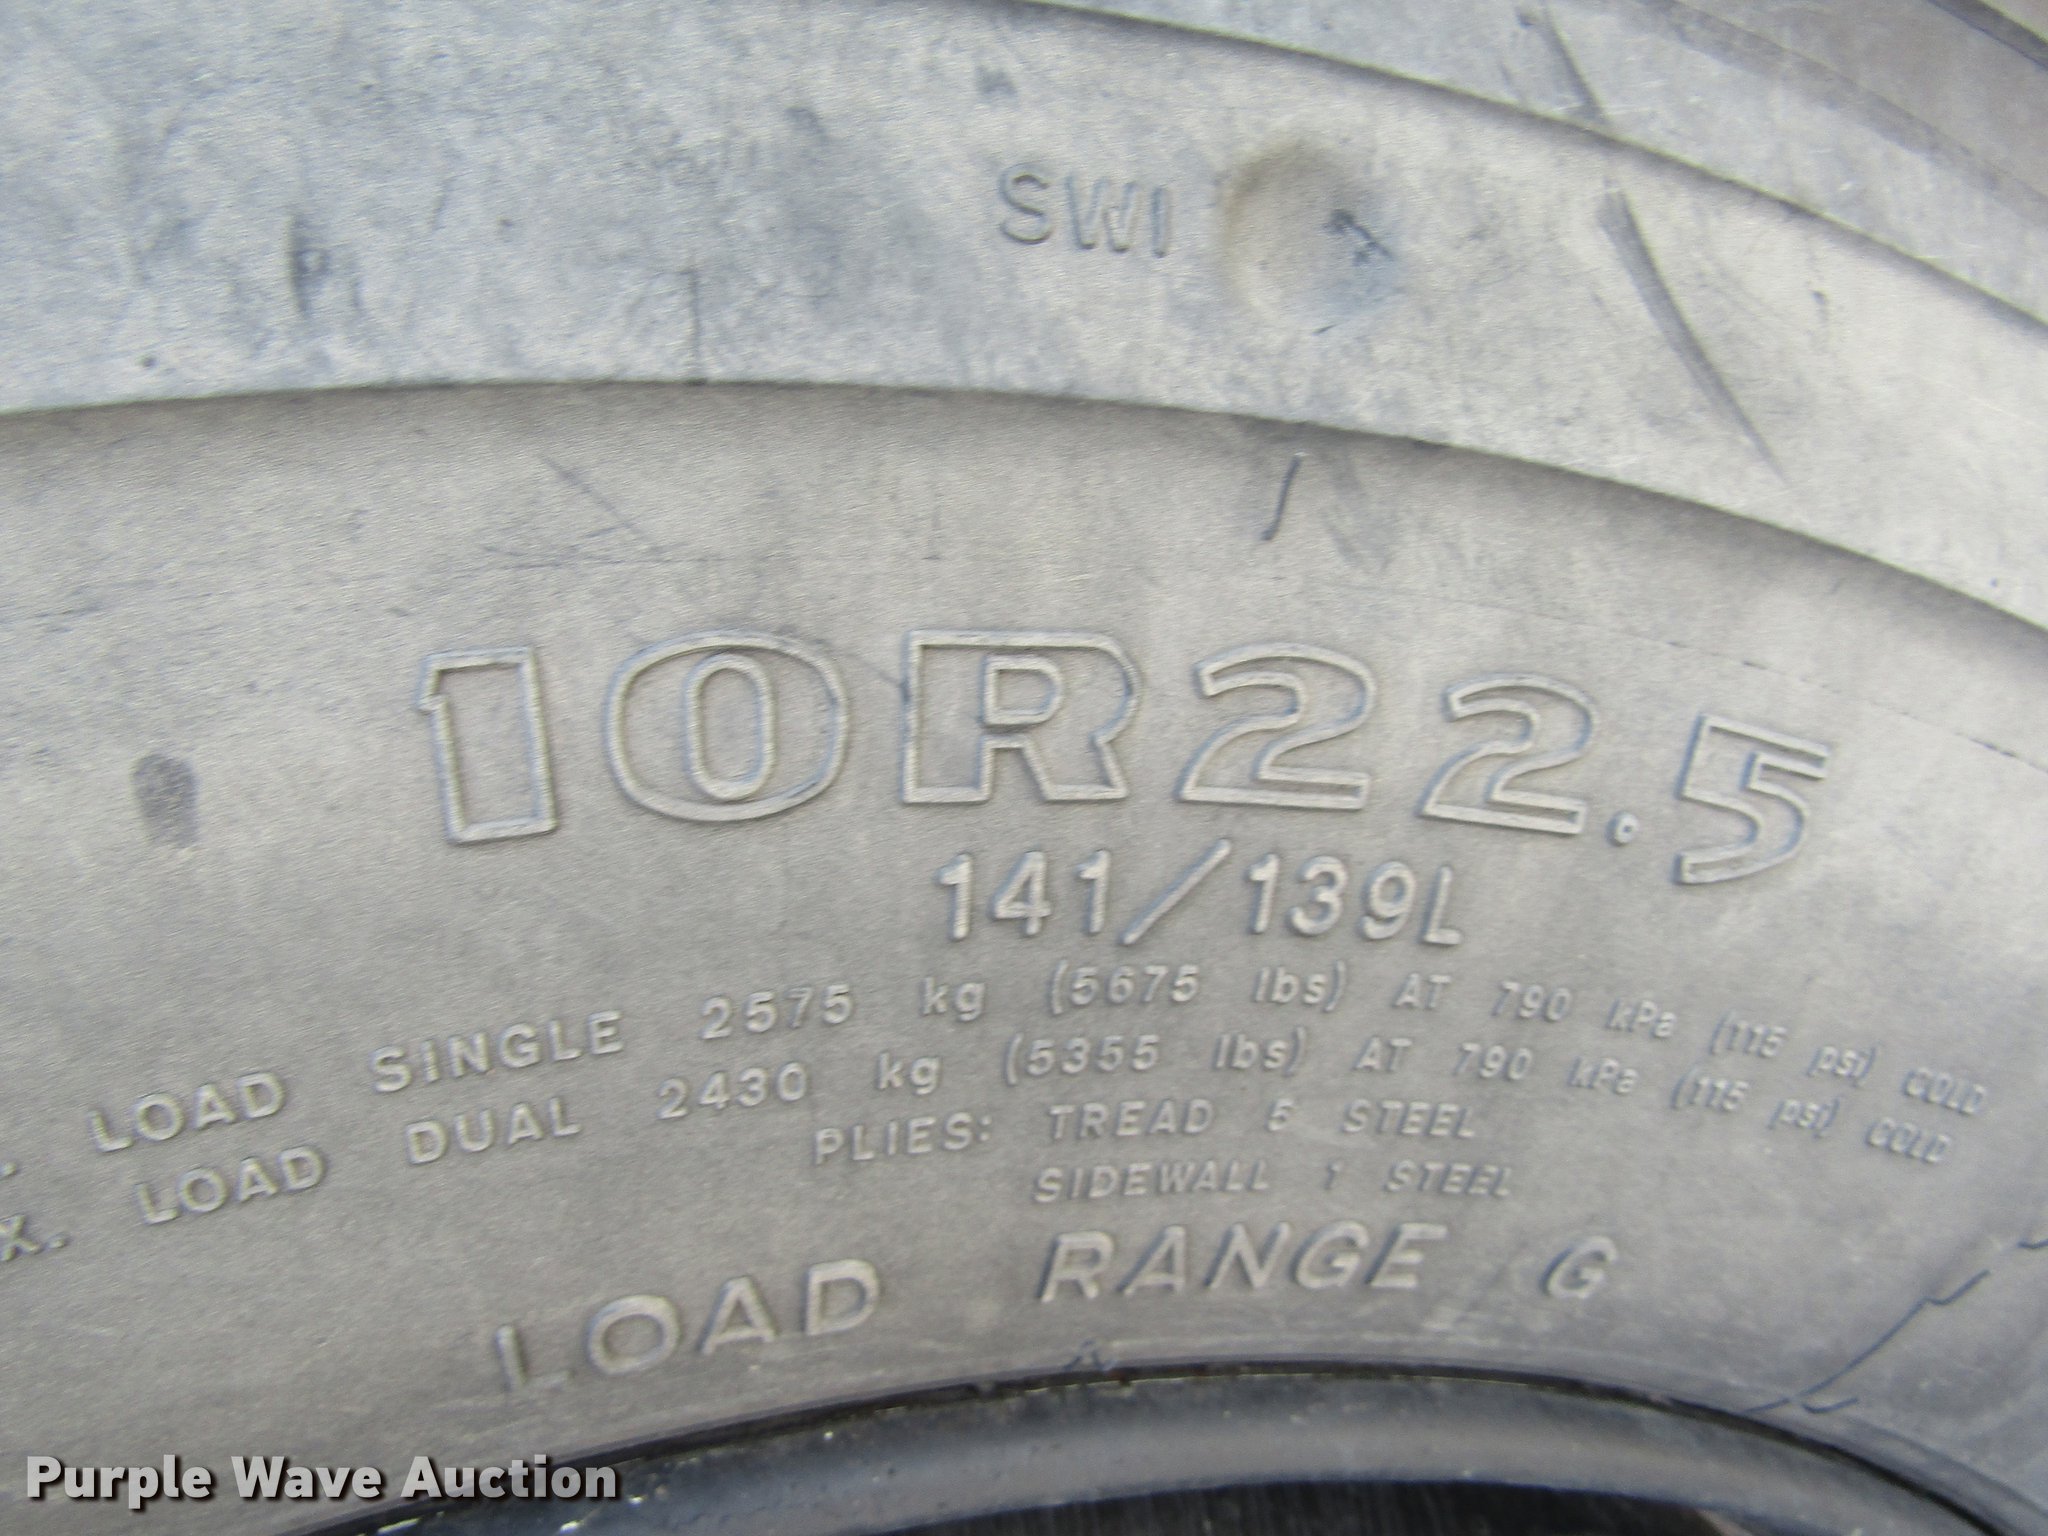 SWI
10R22.5
141/139L
LOAD SINGLE 2575 kg (5675 lbs) AT 790 kPa (115 psi) COLD
X. LOAD DUAL 2430 kg (5355 lbs) AT 790 kPa (115 psi) COLD
PLIES: TREAD 5 STEEL
SIDEWALL 1 STEEL
LOAD RANGE G
Purple Wave Auction